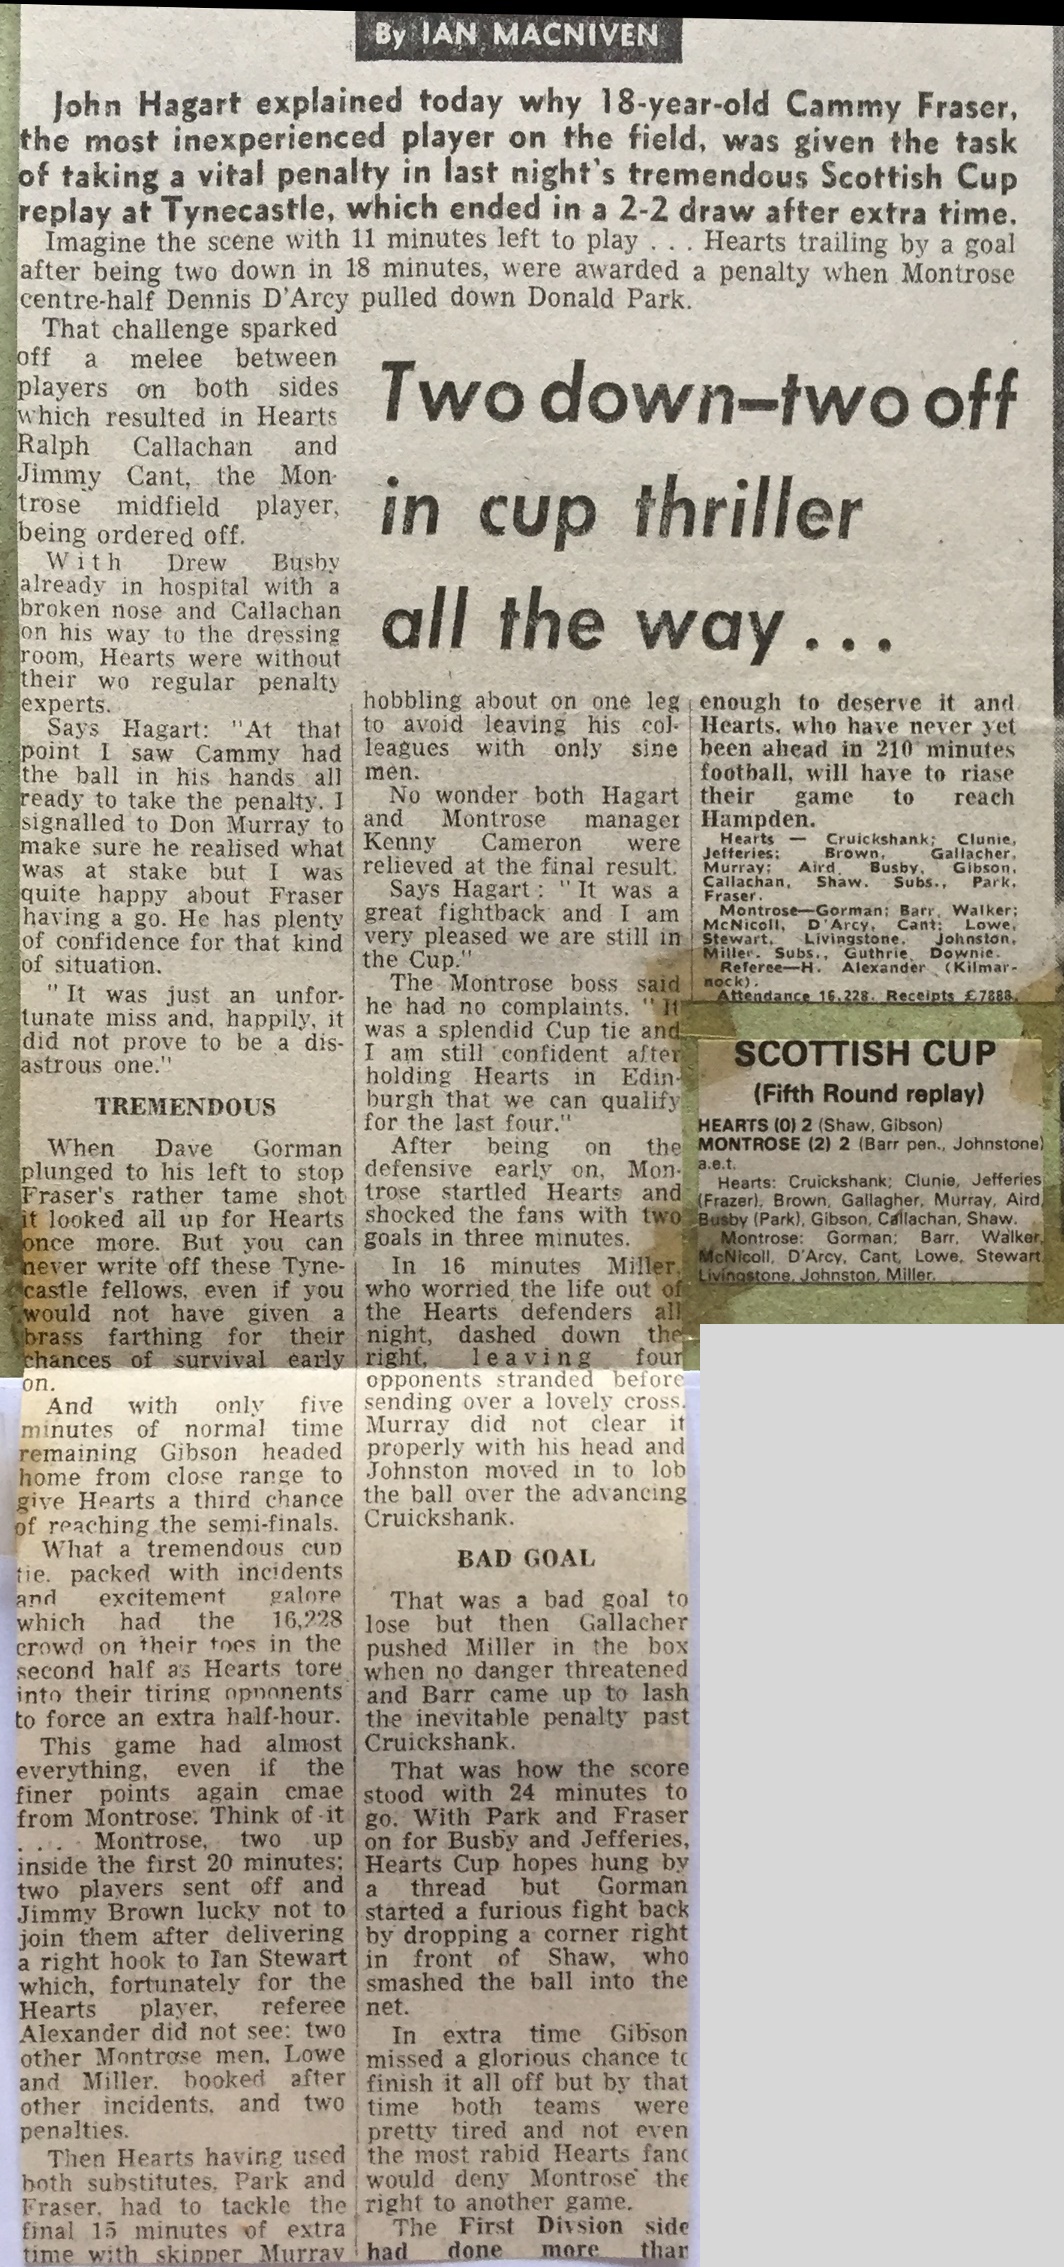 By IAN MACNIVEN
John Hagart explained today why 18-year-old Cammy Fraser,
the most inexperienced player on the field, was given the task
of taking a vital penalty in last night's tremendous Scottish Cup
replay at Tynecastle, which ended in a 2-2 draw after extra time.
Imagine the scene with 11 minutes left to play . . . Hearts trailing by a goal
after being two down in 18 minutes, were awarded a penalty when Montrose
centre-half Dennis D'Arcy pulled down Donald Park.
Two down—two off
in cup thriller
all the way . . .
That challenge sparked
off a melee between
players on both sides
which resulted in Hearts
Ralph Callachan and
Jimmy Cant, the Mon-
trose midfield player,
being ordered off.
With Drew Busby
already in hospital with a
broken nose and Callachan
on his way to the dressing
room, Hearts were without
their wo regular penalty
experts.
Says Hagart: "At that
point I saw Cammy had
the ball in his hands all
ready to take the penalty. I
signalled to Don Murray to
make sure he realised what
was at stake but I was
quite happy about Fraser
having a go. He has plenty
of confidence for that kind
of situation.
"It was just an unfor-
tunate miss and, happily, it
did not prove to be a dis-
astrous one."
TREMENDOUS
When Dave Gorman
plunged to his left to stop
Fraser's rather tame shot
it looked all up for Hearts
once more. But you can
never write off these Tyne-
castle fellows, even if you
would not have given a
brass farthing for their
chances of survival early
on.
And with only five
minutes of normal time
remaining Gibson headed
home from close range to
give Hearts a third chance
of reaching the semi-finals.
What a tremendous cup
tie, packed with incidents
and excitement galore
which had the 16,228
crowd on their toes in the
second half as Hearts tore
into their tiring opponents
to force an extra half-hour.
This game had almost
everything, even if the
finer points again cmae
from Montrose. Think of it
. . . . Montrose, two up
inside the first 20 minutes;
two players sent off and
Jimmy Brown lucky not to
join them after delivering
a right hook to Ian Stewart
which, fortunately for the
Hearts player, referee
Alexander did not see; two
other Montrose men, Lowe
and Miller, booked after
other incidents, and two
penalties.
Then Hearts having used
both substitutes, Park and
Fraser, had to tackle the
final 15 minutes of extra
time with skipper Murray
hobbling about on one leg
to avoid leaving his col-
leagues with only sine
men.
No wonder both Hagart
and Montrose manager
Kenny Cameron were
relieved at the final result.
Says Hagart: "It was a
great fightback and I am
very pleased we are still in
the Cup."
The Montrose boss said
he had no complaints. "It
was a splendid Cup tie and
I am still confident after
holding Hearts in Edin-
burgh that we can qualify
for the last four."
After being on the
defensive early on, Mon-
trose startled Hearts and
shocked the fans with two
goals in three minutes.
In 16 minutes Miller,
who worried the life out of
the Hearts defenders all
night, dashed down the
right, leaving four
opponents stranded before
sending over a lovely cross.
Murray did not clear it
properly with his head and
Johnston moved in to lob
the ball over the advancing
Cruickshank.
BAD GOAL
That was a bad goal to
lose but then Gallacher
pushed Miller in the box
when no danger threatened
and Barr came up to lash
the inevitable penalty past
Cruickshank.
That was how the score
stood with 24 minutes to
go. With Park and Fraser
on for Busby and Jefferies,
Hearts Cup hopes hung by
a thread but Gorman
started a furious fight back
by dropping a corner right
in front of Shaw, who
smashed the ball into the
net.
In extra time Gibson
missed a glorious chance to
finish it all off but by that
time both teams were
pretty tired and not even
the most rabid Hearts fans
would deny Montrose the
right to another game.
The First Divsion side
had done more than
enough to deserve it and
Hearts, who have never yet
been ahead in 210 minutes
football, will have to riase
their game to reach
Hampden.
Hearts — Cruickshank; Clunie,
Jefferies; Brown, Gallacher,
Murray; Aird, Busby, Gibson,
Callachan, Shaw. Subs., Park,
Fraser.
Montrose—Gorman; Barr, Walker;
McNicoll, D'Arcy, Cant; Lowe,
Stewart, Livingstone, Johnston,
Miller. Subs., Guthrie, Downie.
Referee—H. Alexander (Kilmar-
nock).
Attendance 16,228. Receipts £7888.
SCOTTISH CUP
(Fifth Round replay)
HEARTS (0) 2 (Shaw, Gibson)
MONTROSE (2) 2 (Barr pen., Johnstone)
a.e.t.
Hearts: Cruickshank; Clunie, Jefferies
(Frazer), Brown, Gallagher, Murray, Aird,
Busby (Park), Gibson, Callachan, Shaw.
Montrose: Gorman; Barr, Walker,
McNicoll, D'Arcy, Cant, Lowe, Stewart,
Livingstone, Johnston, Miller.